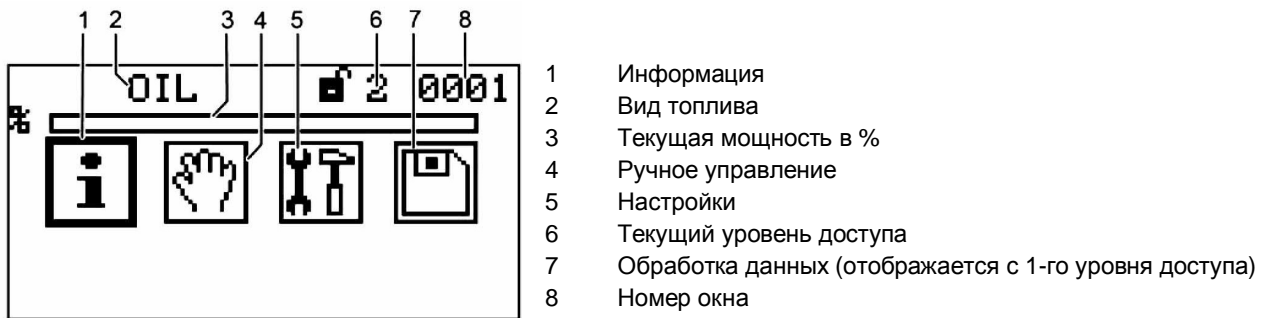 1 2 3 4 5 6 7 8
OIL 2 0001
%
i
1 Информация
2 Вид топлива
3 Текущая мощность в %
4 Ручное управление
5 Настройки
6 Текущий уровень доступа
7 Обработка данных (отображается с 1-го уровня доступа)
8 Номер окна